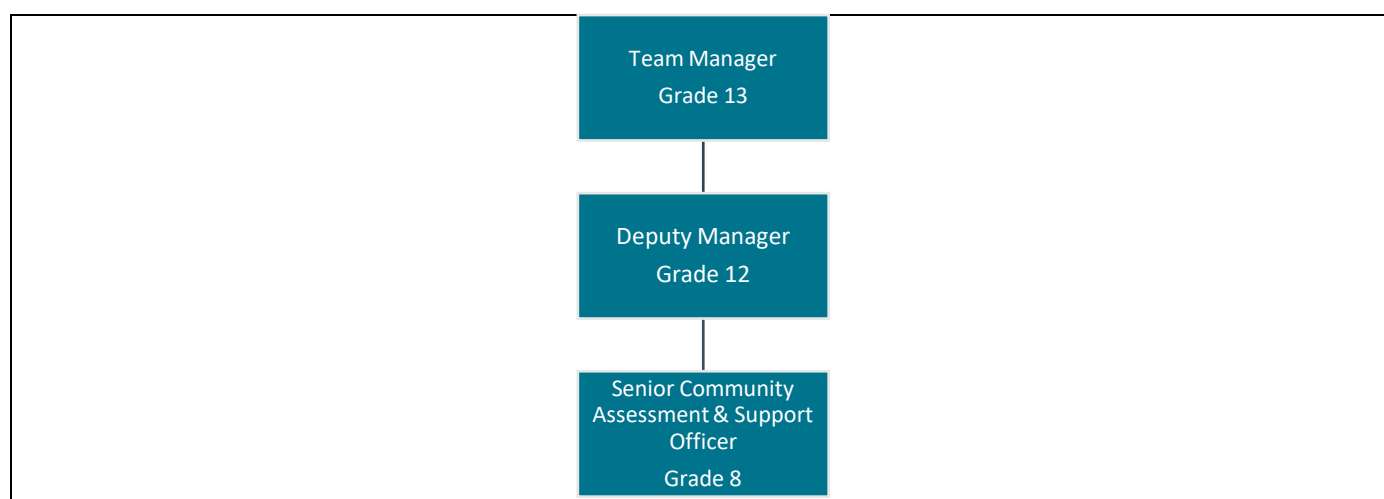 Team Manager
Grade 13
Deputy Manager
Grade 12
Senior Community
Assessment & Support
Officer
Grade 8